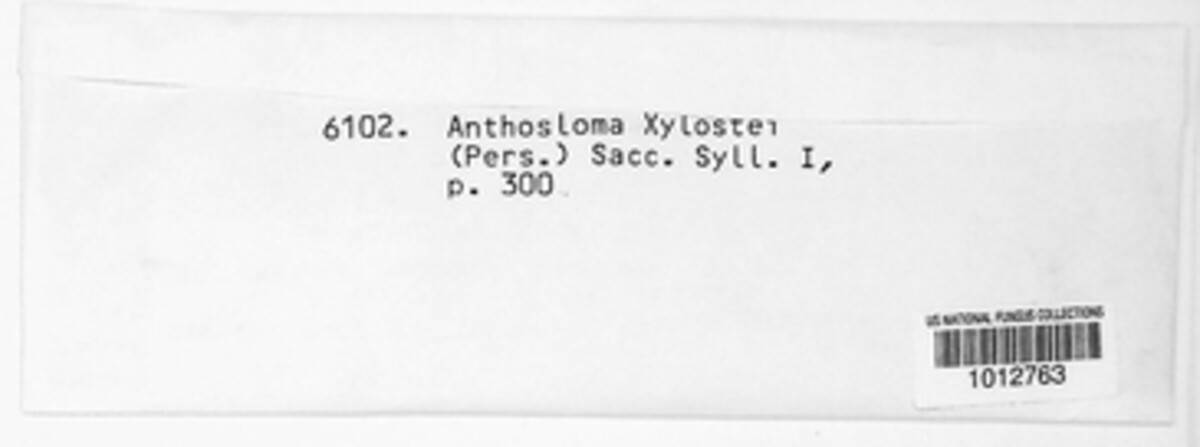 6102. Anthostoma Xylostei
(Pers.) Sacc. Syll. I,
p. 300
US NATIONAL FUNGUS COLLECTIONS
1012763